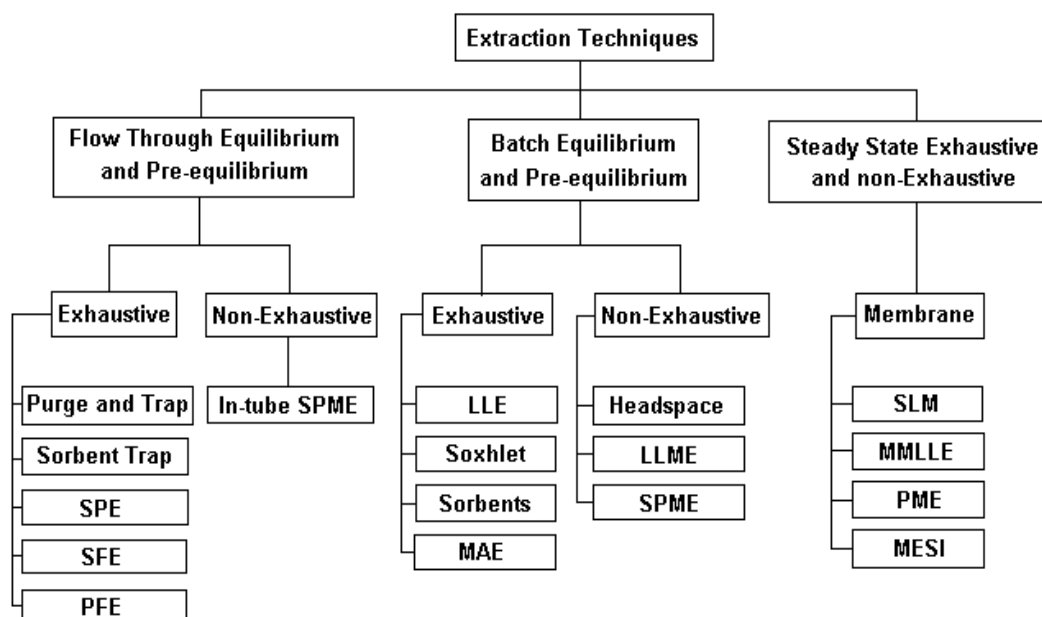 Extraction Techniques
Flow Through Equilibrium
and Pre-equilibrium
Batch Equilibrium
and Pre-equilibrium
Steady State Exhaustive
and non-Exhaustive
Exhaustive
Non-Exhaustive
Exhaustive
Non-Exhaustive
Membrane
Purge and Trap
Sorbent Trap
SPE
SFE
PFE
In-tube SPME
LLE
Soxhlet
Sorbents
MAE
Headspace
LLME
SPME
SLM
MMLLE
PME
MESI